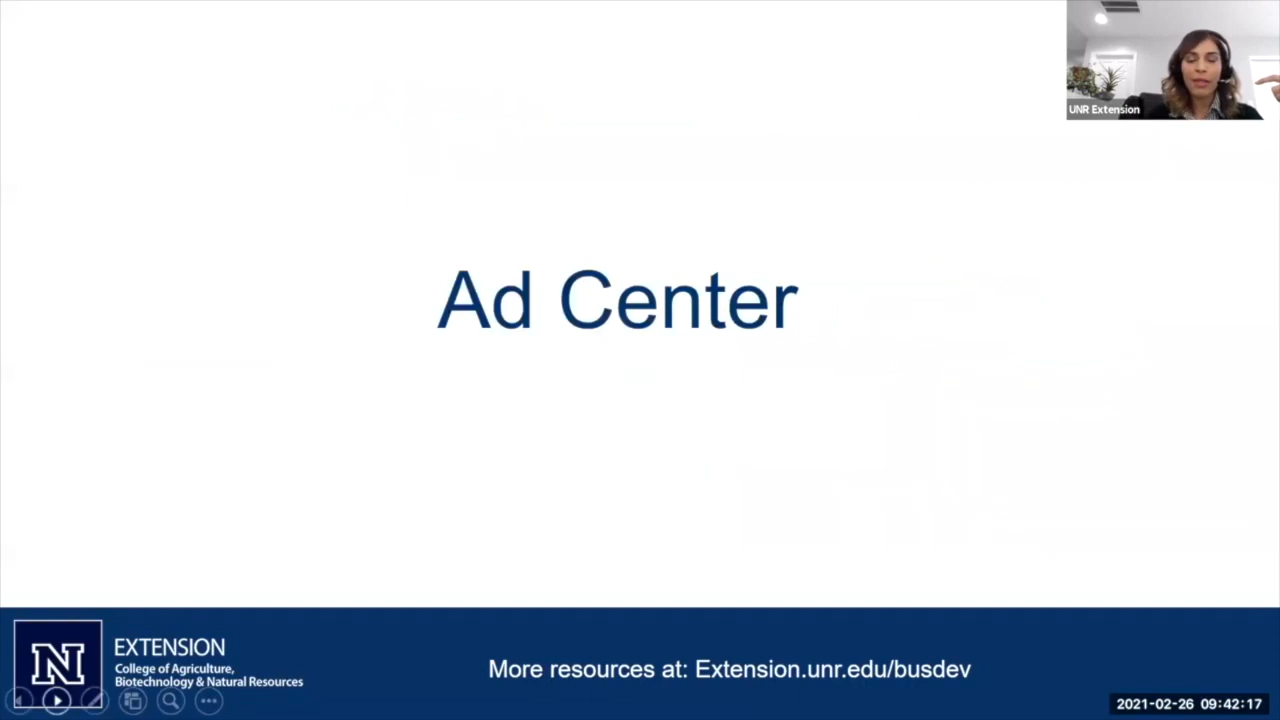 UNR Extension
Ad Center
N
EXTENSION
College of Agriculture,
Biotechnology & Natural Resources
More resources at: Extension.unr.edu/busdev
2021-02-26 09:42:17